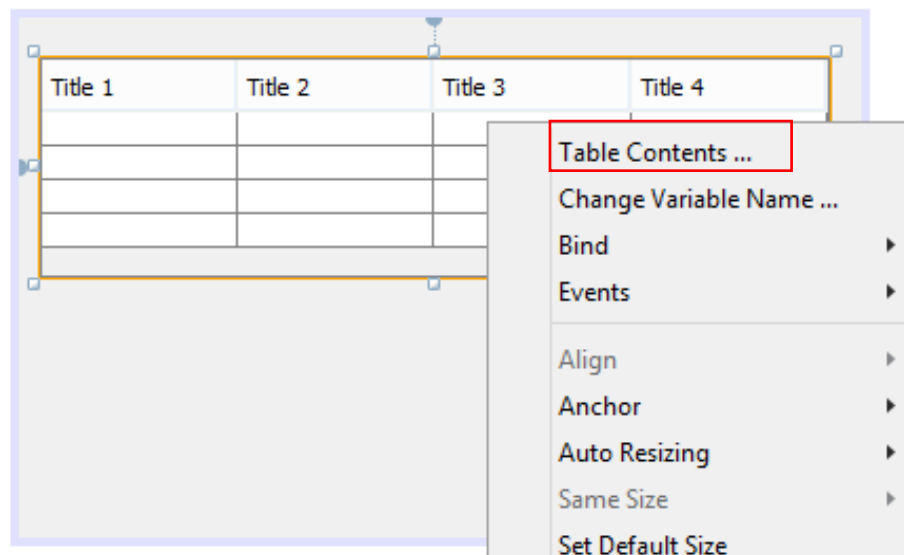 Title 1 Title 2 Title 3 Title 4
Table Contents ...
Change Variable Name ...
Bind
Events
Align
Anchor
Auto Resizing
Same Size
Set Default Size